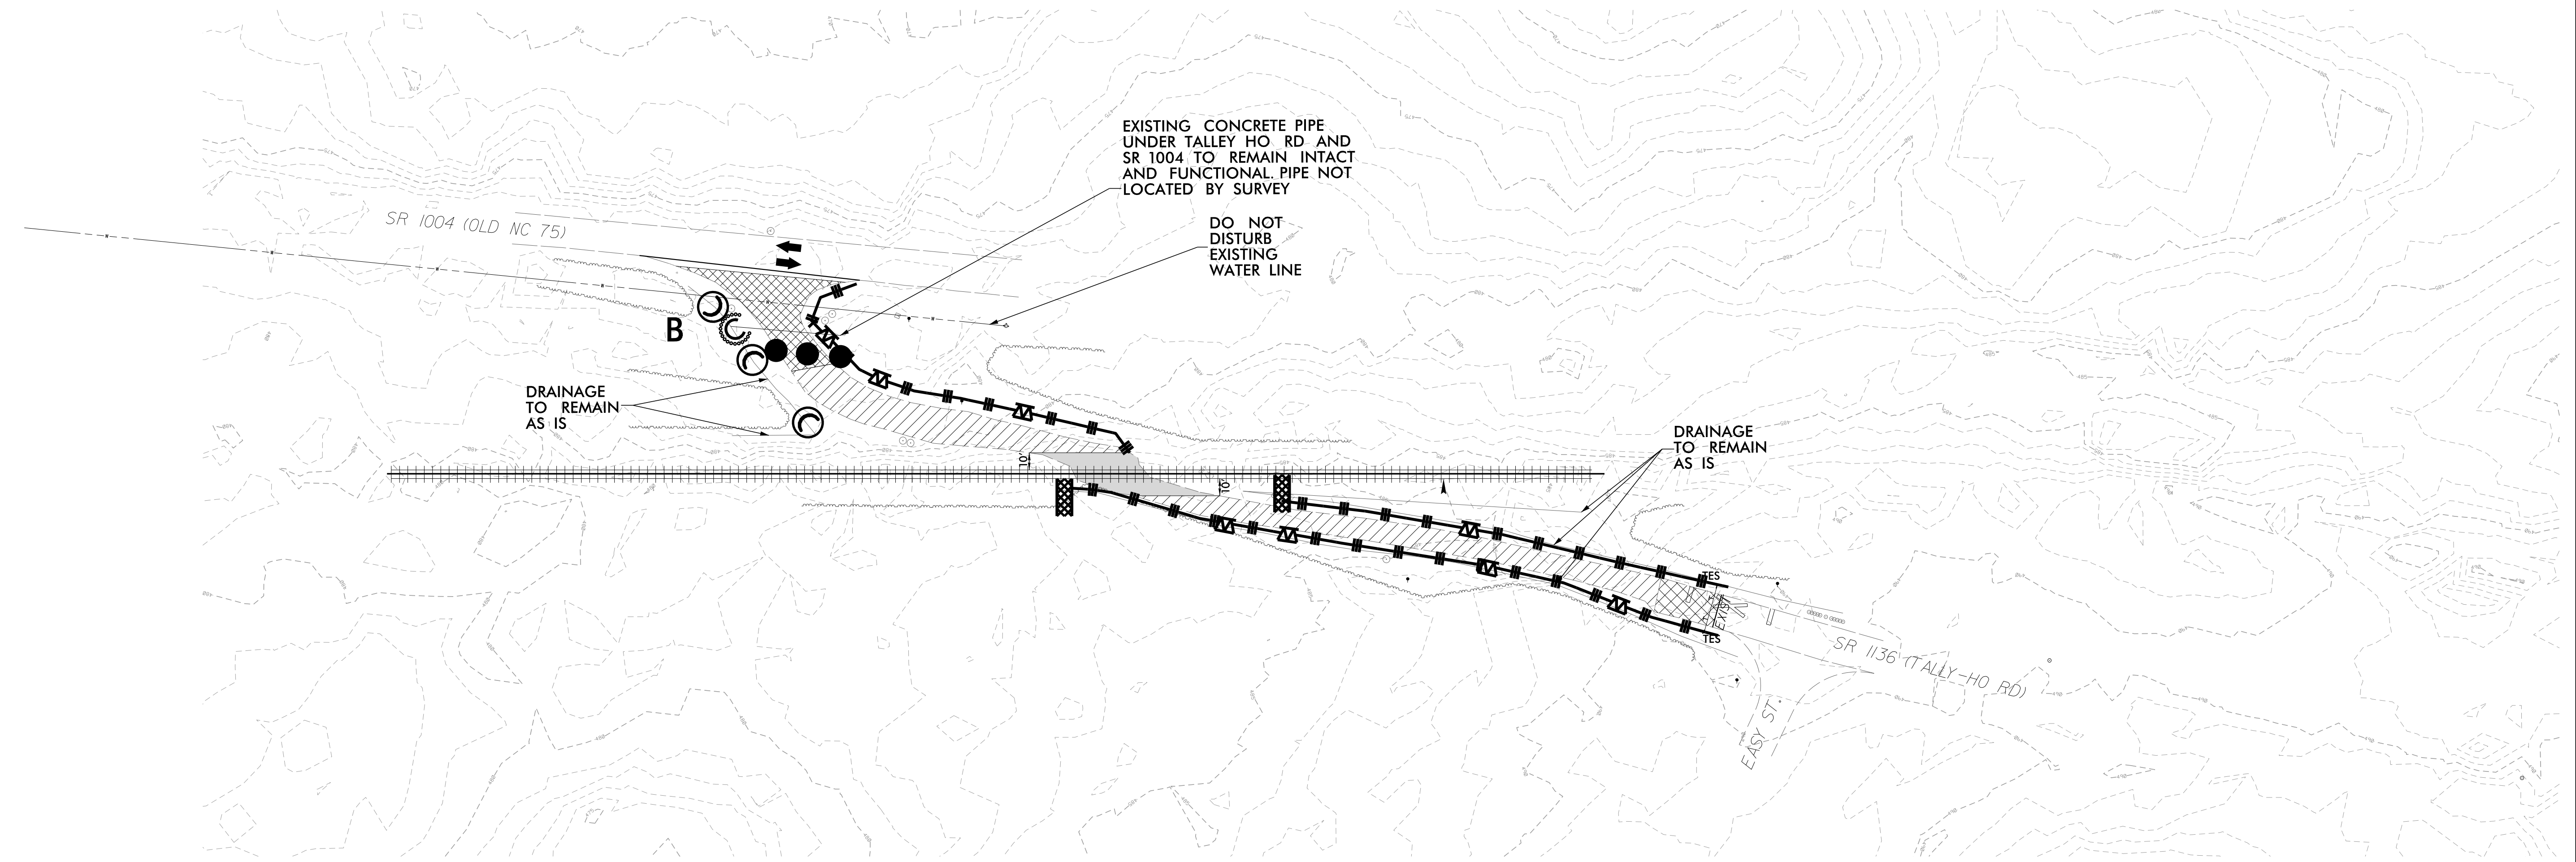 EXISTING CONCRETE PIPE
UNDER TALLEY HO RD AND
SR 1004 TO REMAIN INTACT
AND FUNCTIONAL. PIPE NOT
LOCATED BY SURVEY
DO NOT
DISTURB
EXISTING
WATER LINE
SR 1004 (OLD NC 75)
B
DRAINAGE
TO REMAIN
AS IS
10'
10'
DRAINAGE
TO REMAIN
AS IS
TES
EXIST
TES
SR 1136 (TALLY-HO RD)
EASY ST.